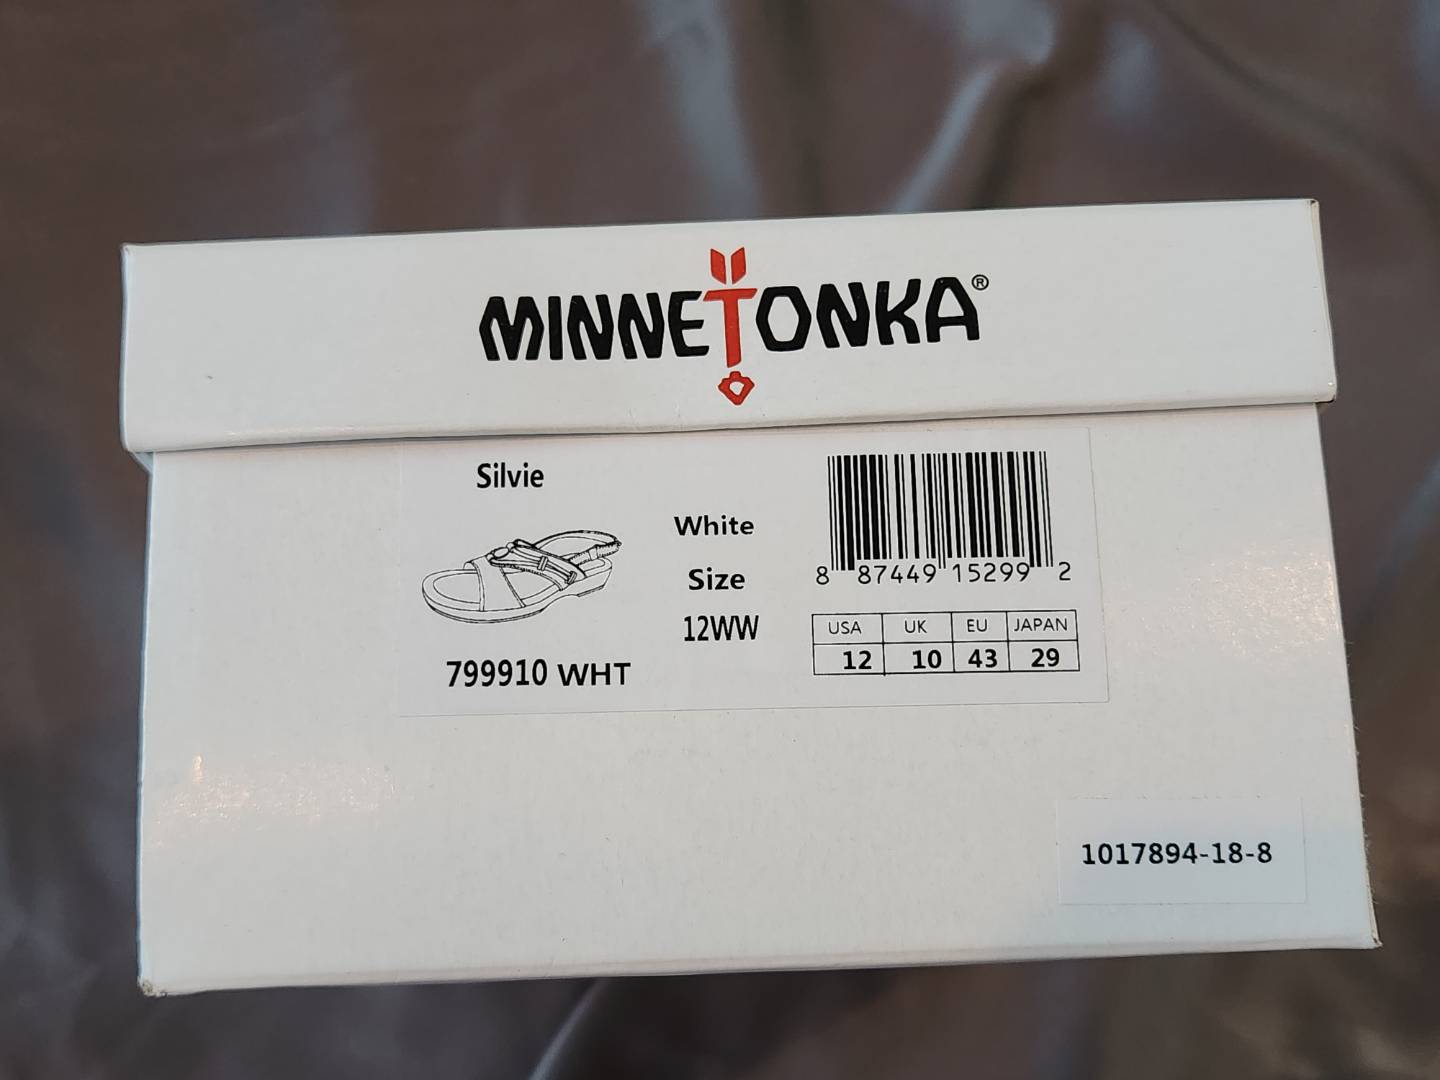 MINNETONKA®
Silvie
White
Size
12WW
799910 WHT
8 87449 15299 2
USA UK EU JAPAN
12 10 43 29
1017894-18-8